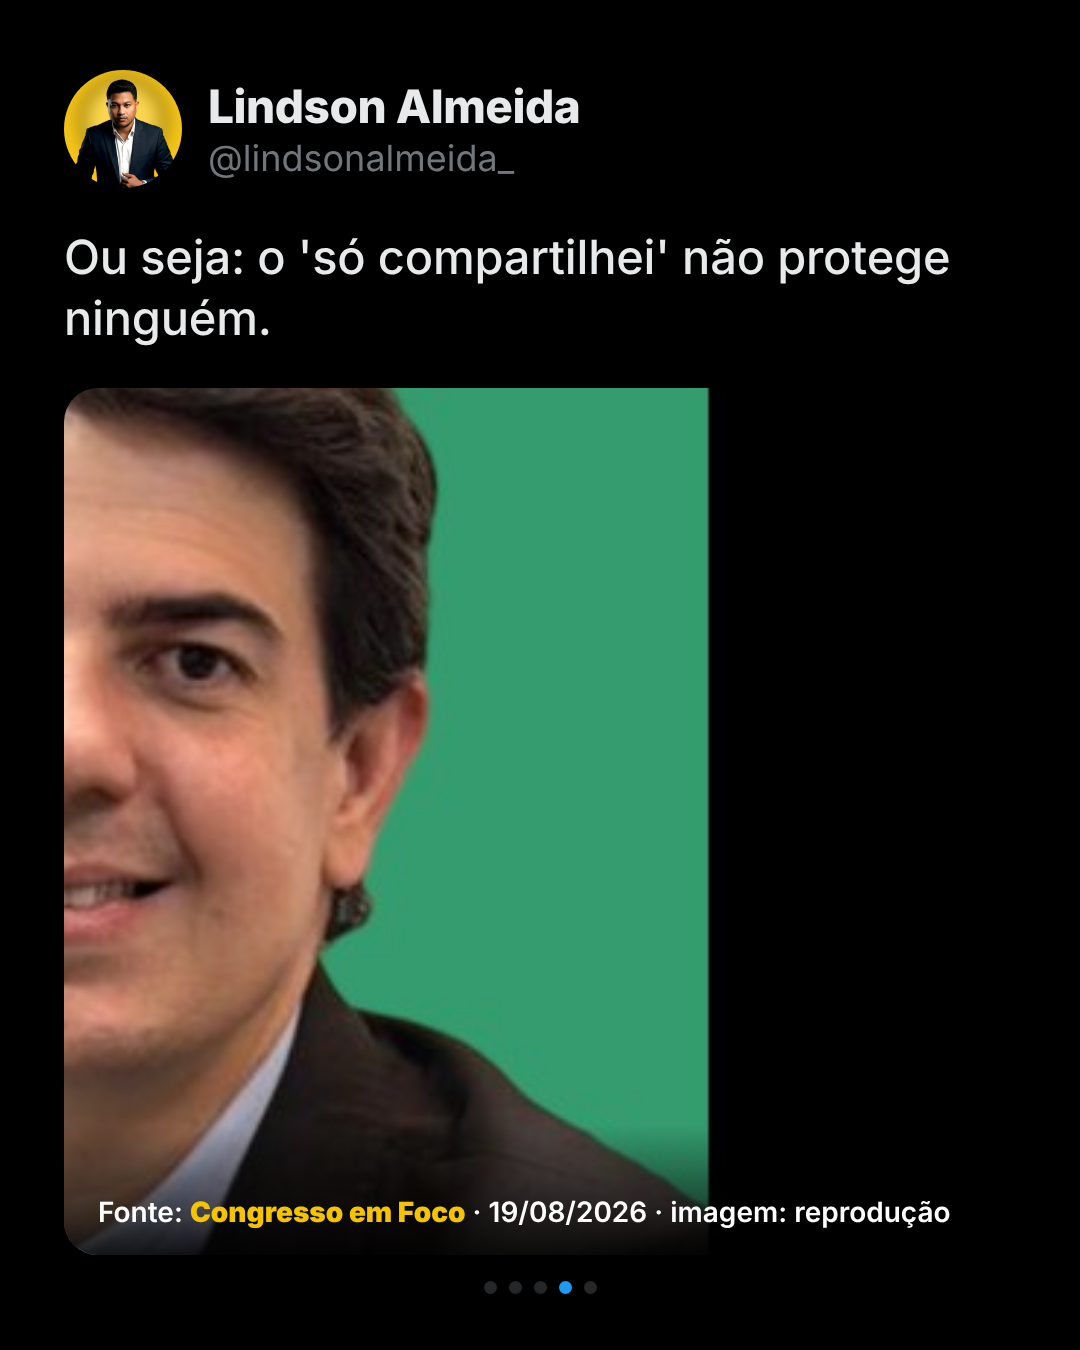 Lindson Almeida
@lindsonalmeida_
Ou seja: o 'só compartilhei' não protege
ninguém.
Fonte: Congresso em Foco · 19/08/2026 · imagem: reprodução